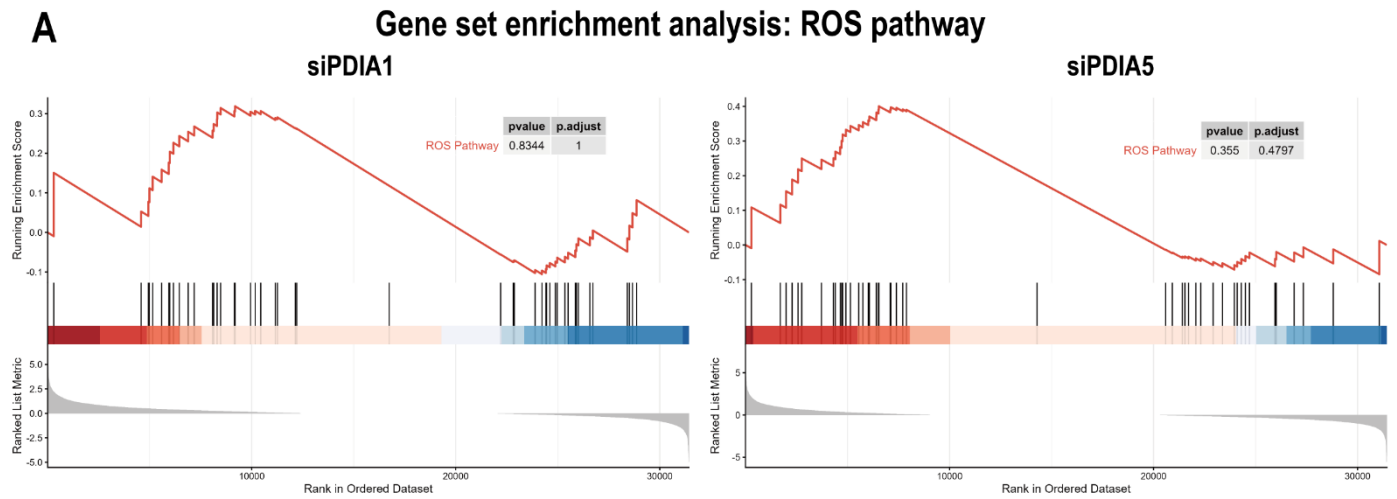 A
Gene set enrichment analysis: ROS pathway
siPDIA1
Running Enrichment Score
0.3
0.2
0.1
0.0
-0.1
pvalue p.adjust
ROS Pathway 0.8344 1
Ranked List Metric
5.0
2.5
0.0
-2.5
-5.0
10000 20000 30000
Rank in Ordered Dataset
siPDIA5
Running Enrichment Score
0.4
0.3
0.2
0.1
0.0
-0.1
pvalue p.adjust
ROS Pathway 0.355 0.4797
Ranked List Metric
5
0
-5
10000 20000 30000
Rank in Ordered Dataset